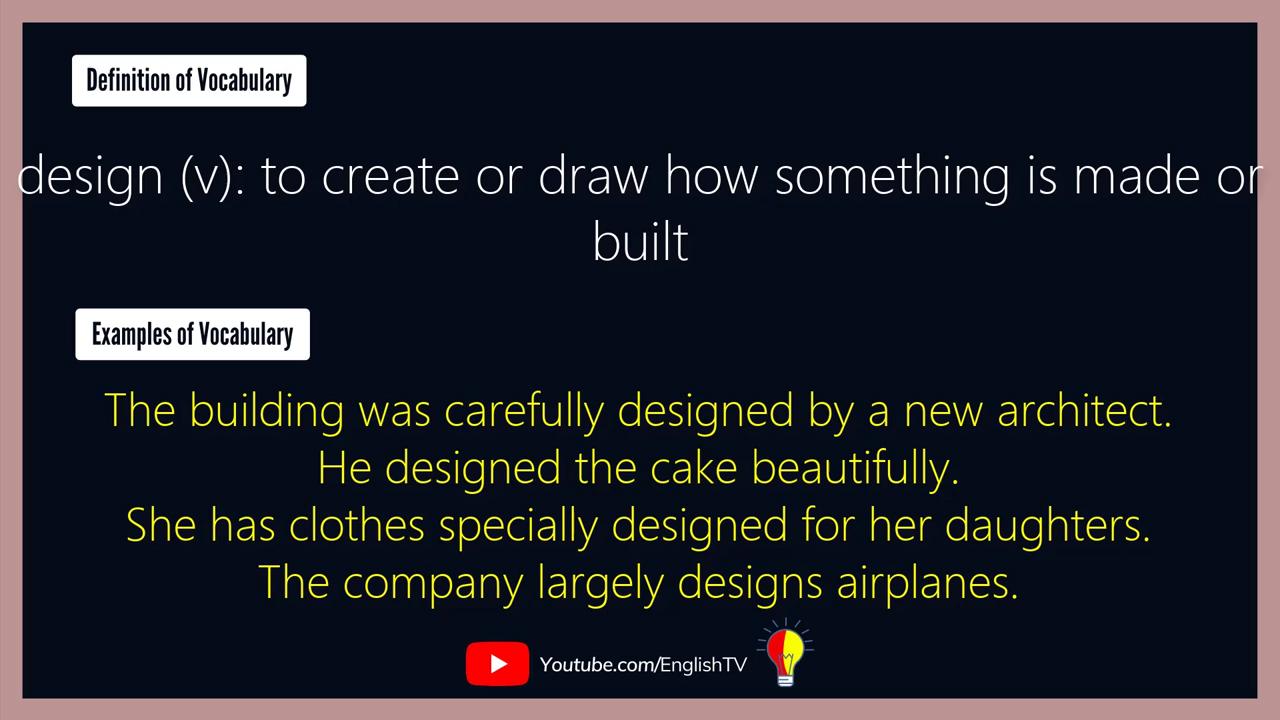 Definition of Vocabulary
design (v): to create or draw how something is made or
built
Examples of Vocabulary
The building was carefully designed by a new architect.
He designed the cake beautifully.
She has clothes specially designed for her daughters.
The company largely designs airplanes.
Youtube.com/EnglishTV